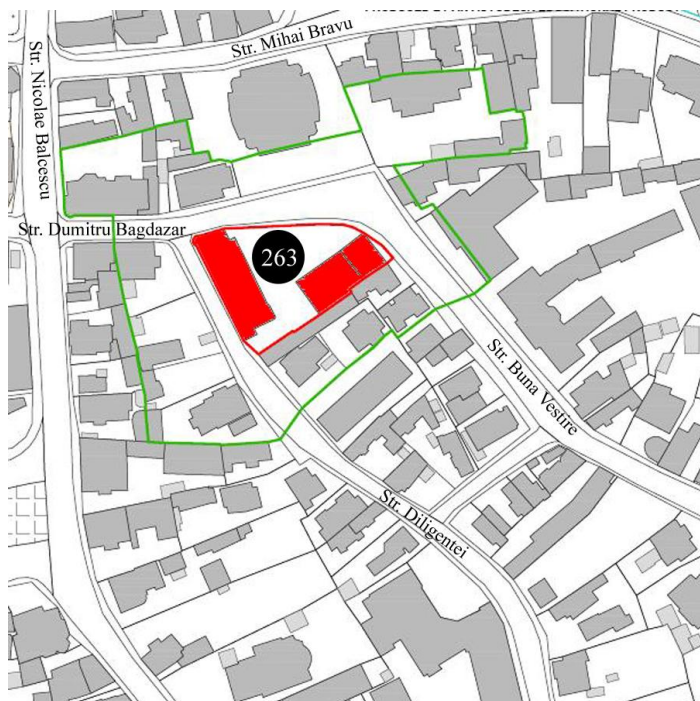 Str. Mihai Bravu
Str. Nicolae Balcescu
Str. Dumitru Bagdazar
263
Str. Buna Vestire
Str. Diligentei